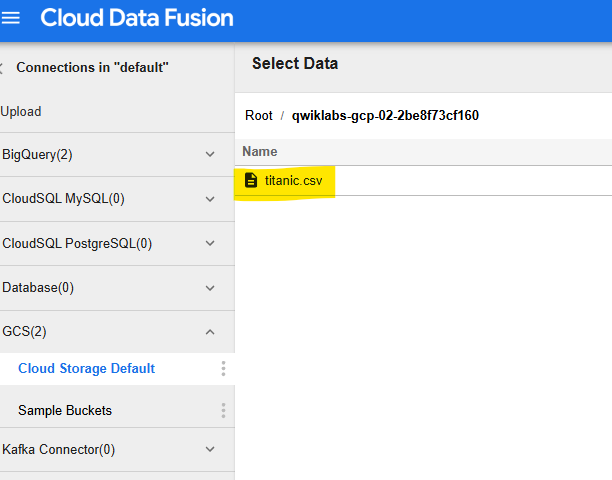 Cloud Data Fusion
Connections in "default"
Select Data
Upload
Root / qwiklabs-gcp-02-2be8f73cf160
Name
BigQuery(2)
titanic.csv
CloudSQL MySQL(0)
CloudSQL PostgreSQL(0)
Database(0)
GCS(2)
Cloud Storage Default
Sample Buckets
Kafka Connector(0)